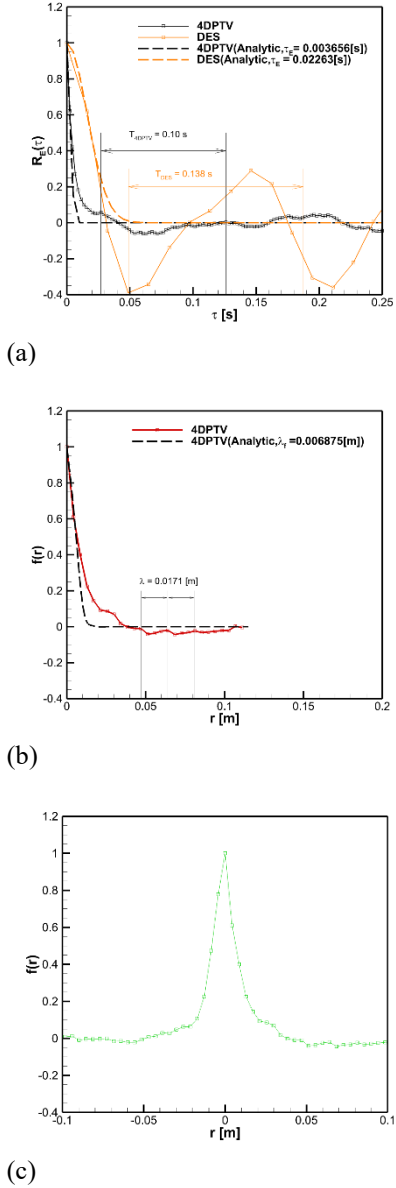 1.2
1
0.8
0.6
0.4
0.2
0
-0.2
-0.4
R_E(τ)
4DPTV
DES
4DPTV(Analytic,τ_E= 0.003656[s])
DES(Analytic,τ_E = 0.02263[s])
T_4DPTV = 0.10 s
T_DES = 0.138 s
0 0.05 0.1 0.15 0.2 0.25
τ [s]
(a)
1.2
1
0.8
0.6
0.4
0.2
0
-0.2
-0.4
f(r)
4DPTV
4DPTV(Analytic,λ_f =0.006875[m])
λ = 0.0171 [m]
0 0.05 0.1 0.15 0.2
r [m]
(b)
1.2
1
0.8
0.6
0.4
0.2
0
-0.2
-0.4
f(r)
-0.1 -0.05 0 0.05 0.1
r [m]
(c)